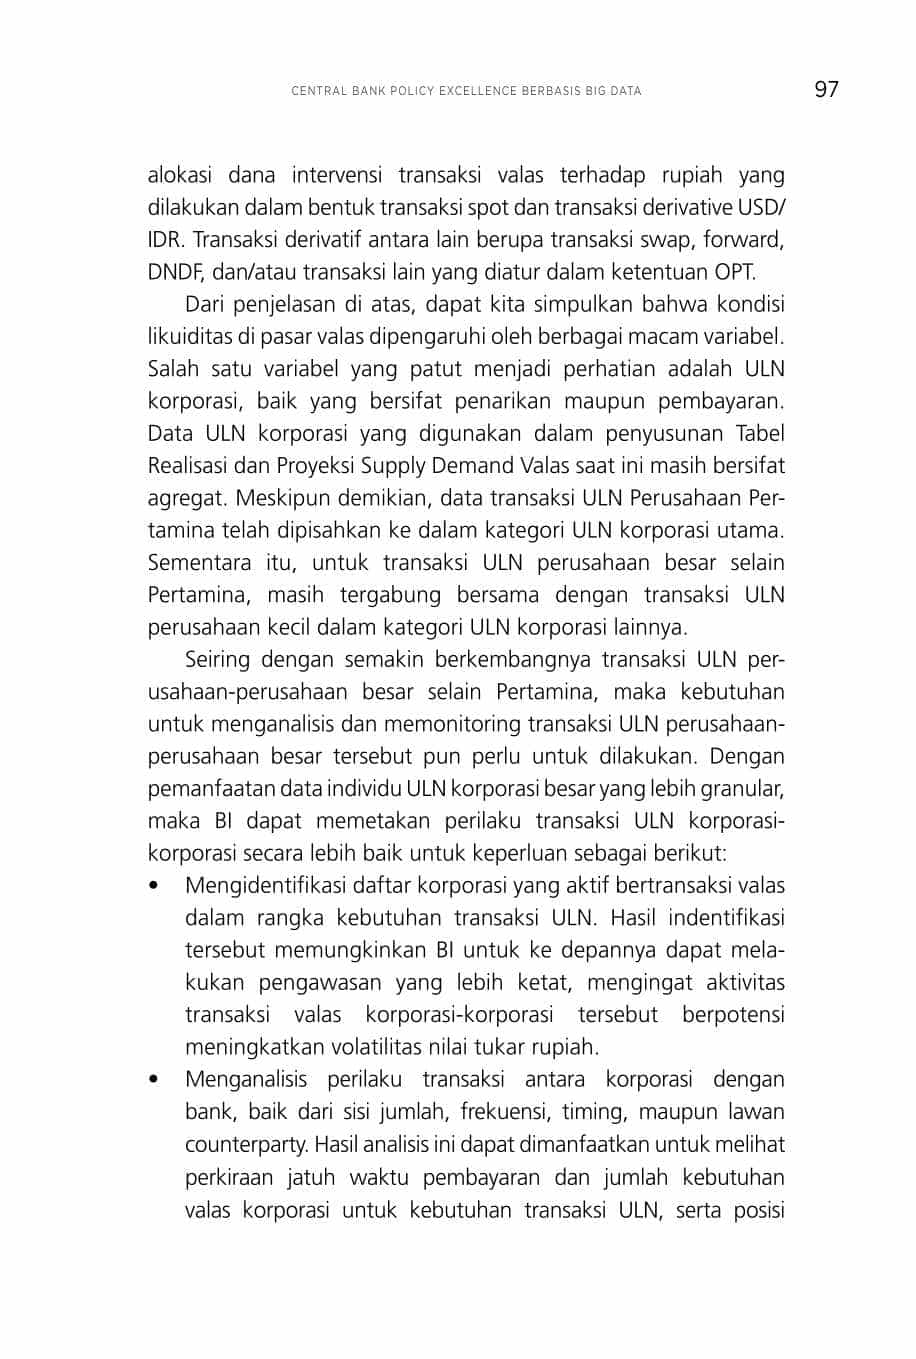 CENTRAL BANK POLICY EXCELLENCE BERBASIS BIG DATA 97
alokasi dana intervensi transaksi valas terhadap rupiah yang
dilakukan dalam bentuk transaksi spot dan transaksi derivative USD/
IDR. Transaksi derivatif antara lain berupa transaksi swap, forward,
DNDF, dan/atau transaksi lain yang diatur dalam ketentuan OPT.
Dari penjelasan di atas, dapat kita simpulkan bahwa kondisi
likuiditas di pasar valas dipengaruhi oleh berbagai macam variabel.
Salah satu variabel yang patut menjadi perhatian adalah ULN
korporasi, baik yang bersifat penarikan maupun pembayaran.
Data ULN korporasi yang digunakan dalam penyusunan Tabel
Realisasi dan Proyeksi Supply Demand Valas saat ini masih bersifat
agregat. Meskipun demikian, data transaksi ULN Perusahaan Per-
tamina telah dipisahkan ke dalam kategori ULN korporasi utama.
Sementara itu, untuk transaksi ULN perusahaan besar selain
Pertamina, masih tergabung bersama dengan transaksi ULN
perusahaan kecil dalam kategori ULN korporasi lainnya.
Seiring dengan semakin berkembangnya transaksi ULN per-
usahaan-perusahaan besar selain Pertamina, maka kebutuhan
untuk menganalisis dan memonitoring transaksi ULN perusahaan-
perusahaan besar tersebut pun perlu untuk dilakukan. Dengan
pemanfaatan data individu ULN korporasi besar yang lebih granular,
maka BI dapat memetakan perilaku transaksi ULN korporasi-
korporasi secara lebih baik untuk keperluan sebagai berikut:
• Mengidentifikasi daftar korporasi yang aktif bertransaksi valas
dalam rangka kebutuhan transaksi ULN. Hasil indentifikasi
tersebut memungkinkan BI untuk ke depannya dapat mela-
kukan pengawasan yang lebih ketat, mengingat aktivitas
transaksi valas korporasi-korporasi tersebut berpotensi
meningkatkan volatilitas nilai tukar rupiah.
• Menganalisis perilaku transaksi antara korporasi dengan
bank, baik dari sisi jumlah, frekuensi, timing, maupun lawan
counterparty. Hasil analisis ini dapat dimanfaatkan untuk melihat
perkiraan jatuh waktu pembayaran dan jumlah kebutuhan
valas korporasi untuk kebutuhan transaksi ULN, serta posisi